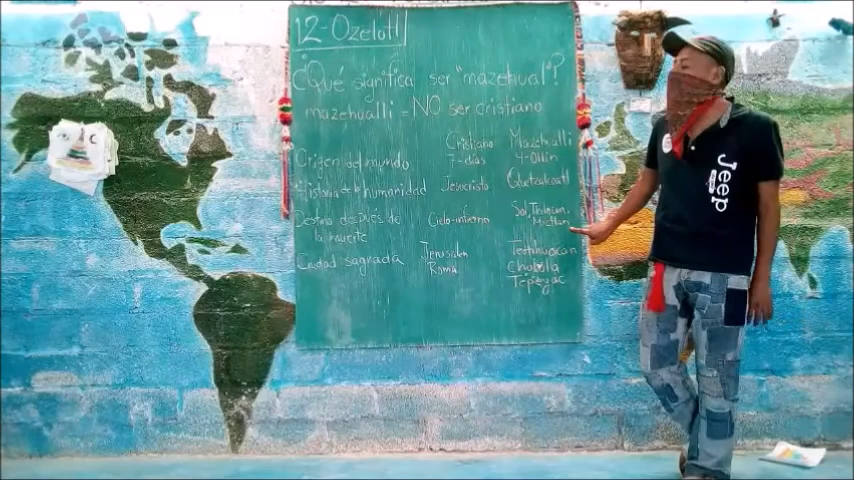 12-Ozelotl
¿Qué significa ser "mazehual"?
mazehualli = NO ser cristiano
Cristiano Mazehualli
Origen del mundo 7-días 4-Ollin
Historia de la humanidad Jesucristo Quetzalcoatl
Destino después de la muerte Cielo-infierno Sol, Tlalocan,
Ciudad sagrada Jerusalen Teotihuacan
Roma Cholola
Tepeyac
Jeep